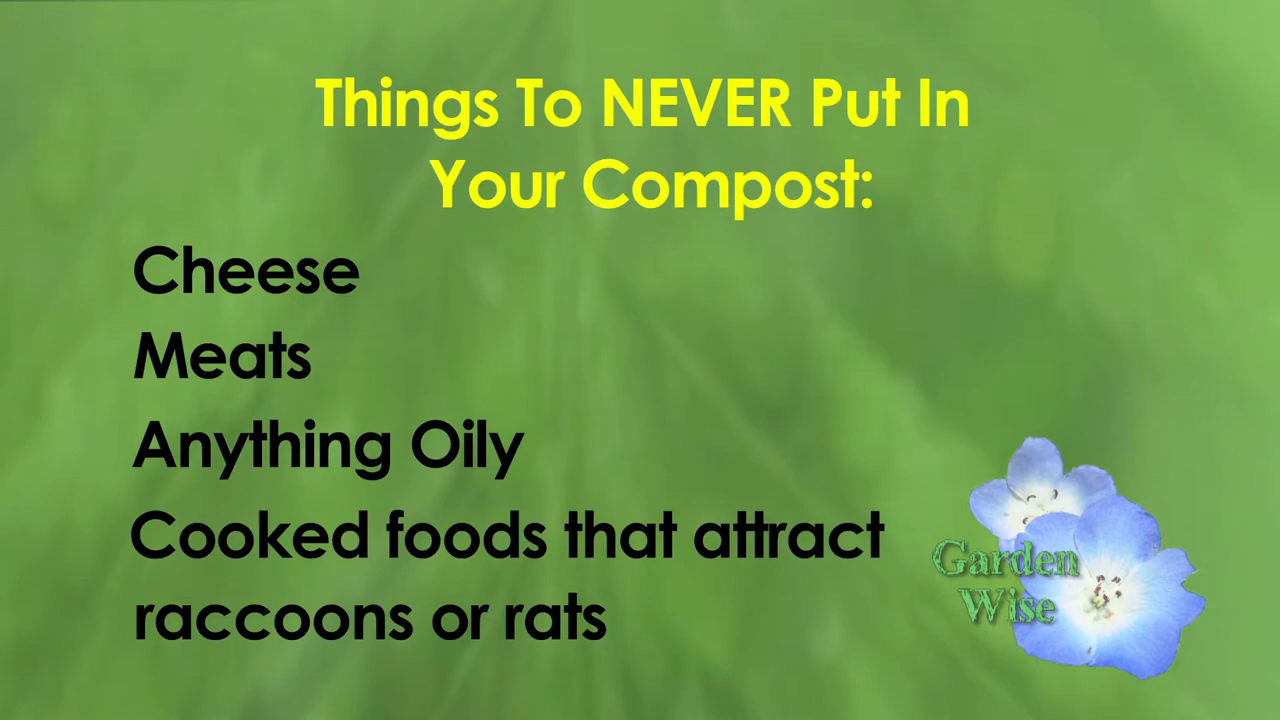 Things To NEVER Put In
Your Compost:
Cheese
Meats
Anything Oily
Cooked foods that attract
raccoons or rats
Garden
Wise